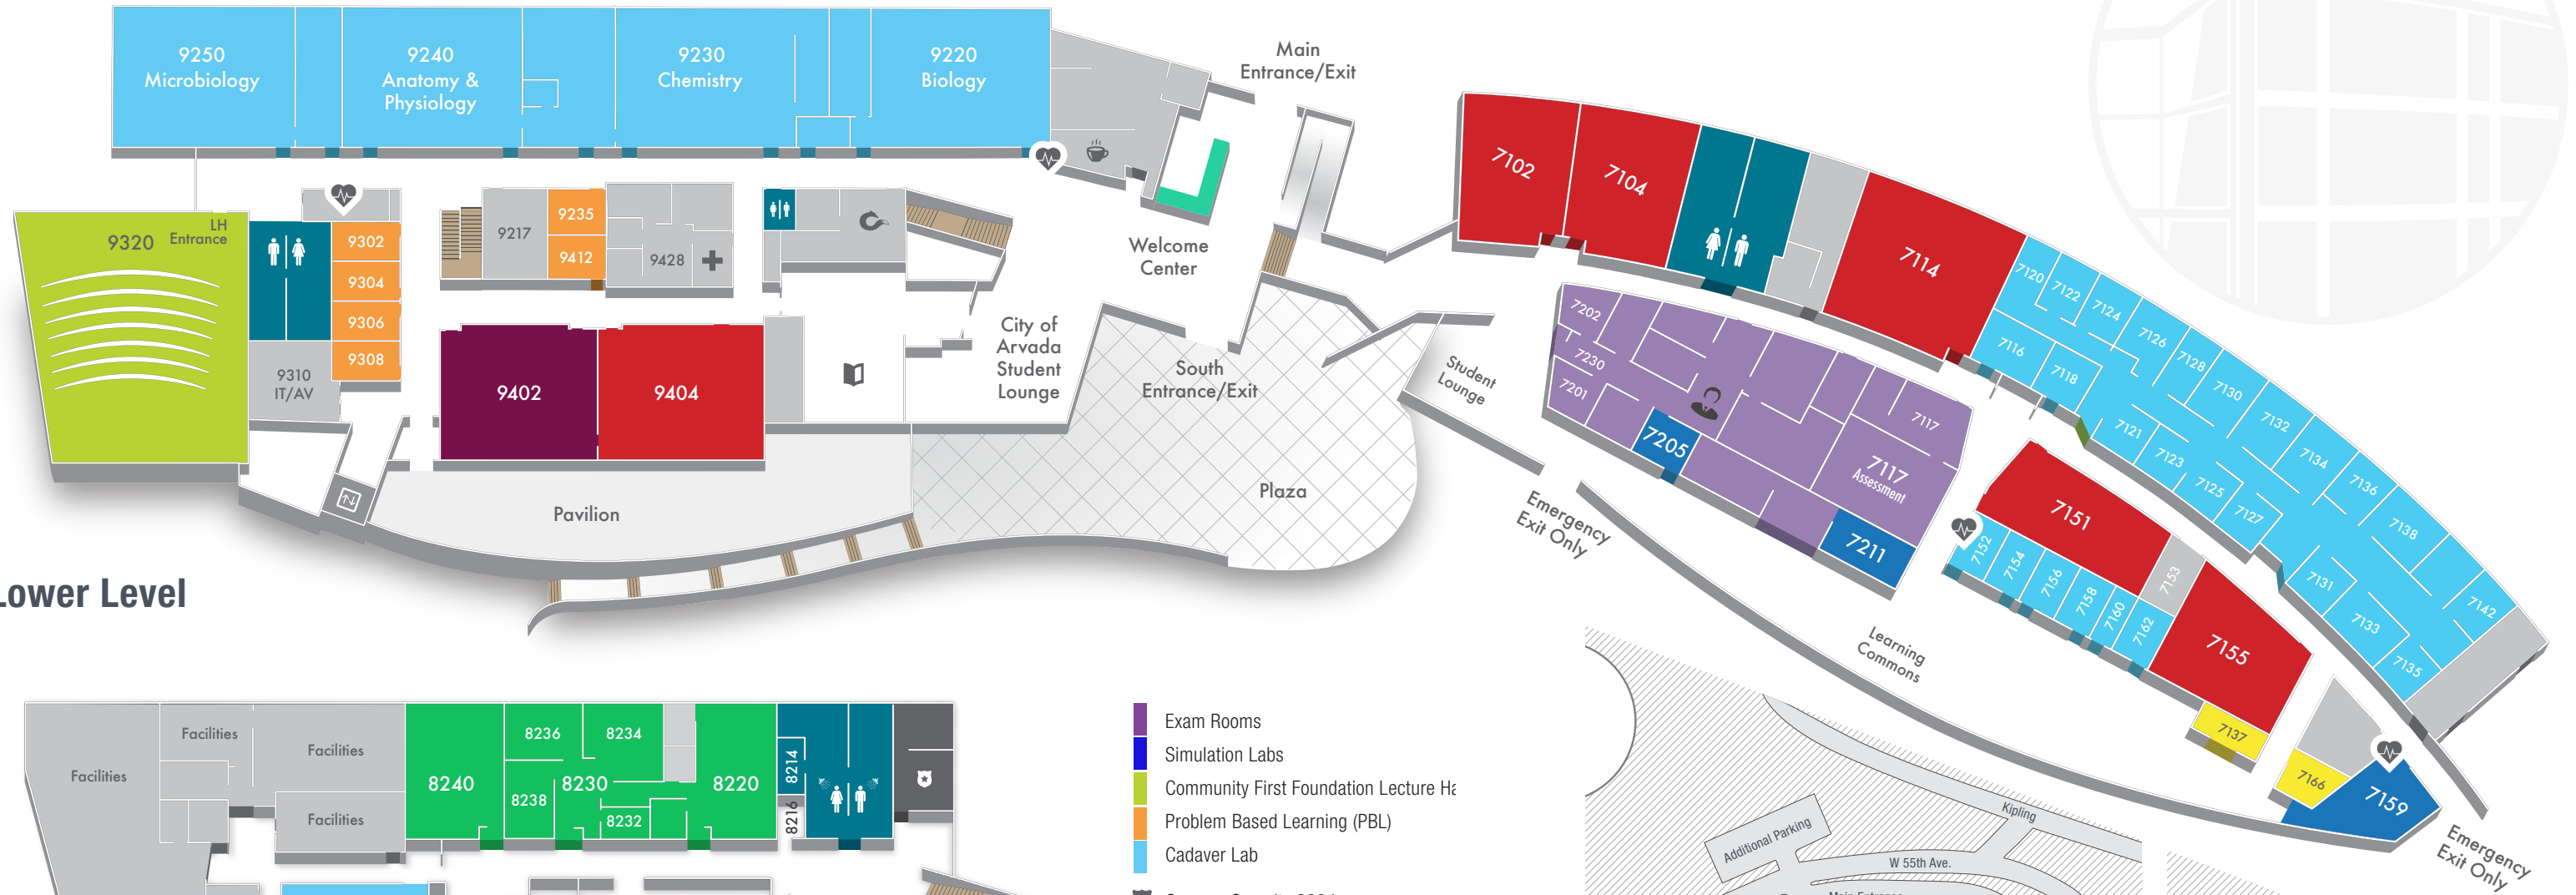 9250
Microbiology
9240
Anatomy &
Physiology
9230
Chemistry
9220
Biology
Main
Entrance/Exit
9320
LH
Entrance
9302
9304
9306
9308
9310
IT/AV
9217
9235
9412
9428
9402
9404
City of
Arvada
Student
Lounge
Welcome
Center
South
Entrance/Exit
Plaza
Pavilion
7102
7104
7114
7120
7122
7124
7126
7128
7130
7132
7134
7136
7138
7142
7116
7118
7121
7123
7125
7127
7131
7133
7135
Student
Lounge
7202
7230
7201
7205
7117
7117
Assessment
7211
Emergency
Exit Only
7151
7152
7154
7156
7158
7160
7162
7153
7155
7137
7166
7159
Learning
Commons
Emergency
Exit Only
Lower Level
Facilities
Facilities
Facilities
Facilities
8240
8236
8234
8238
8230
8232
8220
8214
8216
Exam Rooms
Simulation Labs
Community First Foundation Lecture Ha
Problem Based Learning (PBL)
Cadaver Lab
Kipling
Additional Parking
W 55th Ave.
Main Entrance